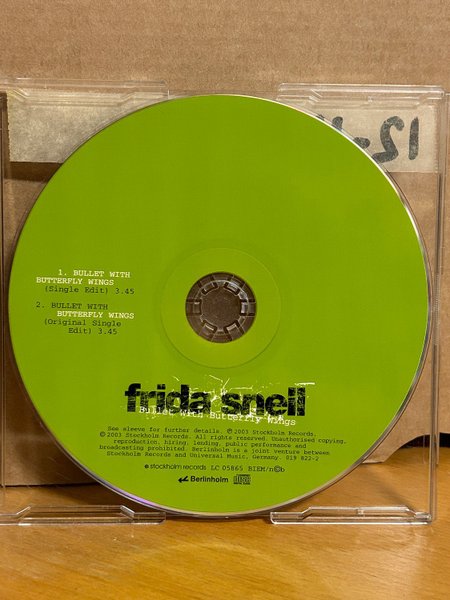 1. BULLET WITH
BUTTERFLY WINGS
(Single Edit) 3.45
2. BULLET WITH
BUTTERFLY WINGS
(Original Single
Edit) 3.45
frida snell
Bullet With Butterfly Wings
See sleeve for further details. ℗ 2003 Stockholm Records.
© 2003 Stockholm Records. All rights reserved. Unauthorised copying,
reproduction, hiring, lending, public performance and
broadcasting prohibited. Berlinholm is a joint venture between
Stockholm Records and Universal Music, Germany. 019 822-2
stockholm records LC 05865 BIEM/n©b
Berlinholm